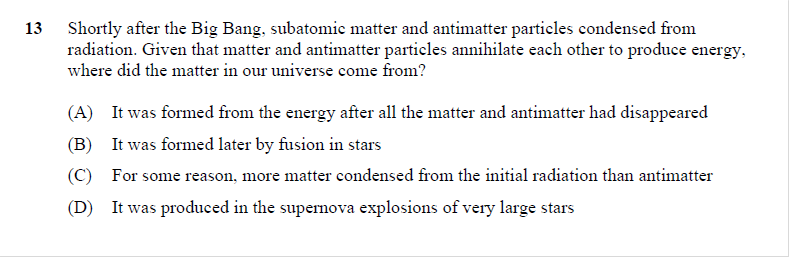 13 Shortly after the Big Bang, subatomic matter and antimatter particles condensed from
radiation. Given that matter and antimatter particles annihilate each other to produce energy,
where did the matter in our universe come from?
(A) It was formed from the energy after all the matter and antimatter had disappeared
(B) It was formed later by fusion in stars
(C) For some reason, more matter condensed from the initial radiation than antimatter
(D) It was produced in the supernova explosions of very large stars